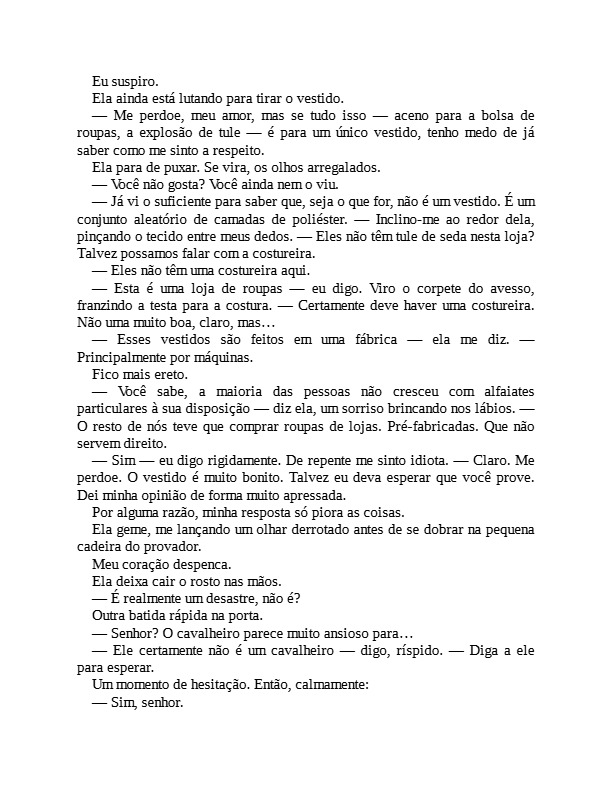 Eu suspiro.
Ela ainda está lutando para tirar o vestido.
— Me perdoe, meu amor, mas se tudo isso — aceno para a bolsa de
roupas, a explosão de tule — é para um único vestido, tenho medo de já
saber como me sinto a respeito.
Ela para de puxar. Se vira, os olhos arregalados.
— Você não gosta? Você ainda nem o viu.
— Já vi o suficiente para saber que, seja o que for, não é um vestido. É um
conjunto aleatório de camadas de poliéster. — Inclino-me ao redor dela,
pinçando o tecido entre meus dedos. — Eles não têm tule de seda nesta loja?
Talvez possamos falar com a costureira.
— Eles não têm uma costureira aqui.
— Esta é uma loja de roupas — eu digo. Viro o corpete do avesso,
franzindo a testa para a costura. — Certamente deve haver uma costureira.
Não uma muito boa, claro, mas…
— Esses vestidos são feitos em uma fábrica — ela me diz. —
Principalmente por máquinas.
Fico mais ereto.
— Você sabe, a maioria das pessoas não cresceu com alfaiates
particulares à sua disposição — diz ela, um sorriso brincando nos lábios. —
O resto de nós teve que comprar roupas de lojas. Pré-fabricadas. Que não
servem direito.
— Sim — eu digo rigidamente. De repente me sinto idiota. — Claro. Me
perdoe. O vestido é muito bonito. Talvez eu deva esperar que você prove.
Dei minha opinião de forma muito apressada.
Por alguma razão, minha resposta só piora as coisas.
Ela geme, me lançando um olhar derrotado antes de se dobrar na pequena
cadeira do provador.
Meu coração despenca.
Ela deixa cair o rosto nas mãos.
— É realmente um desastre, não é?
Outra batida rápida na porta.
— Senhor? O cavalheiro parece muito ansioso para…
— Ele certamente não é um cavalheiro — digo, ríspido. — Diga a ele
para esperar.
Um momento de hesitação. Então, calmamente:
— Sim, senhor.